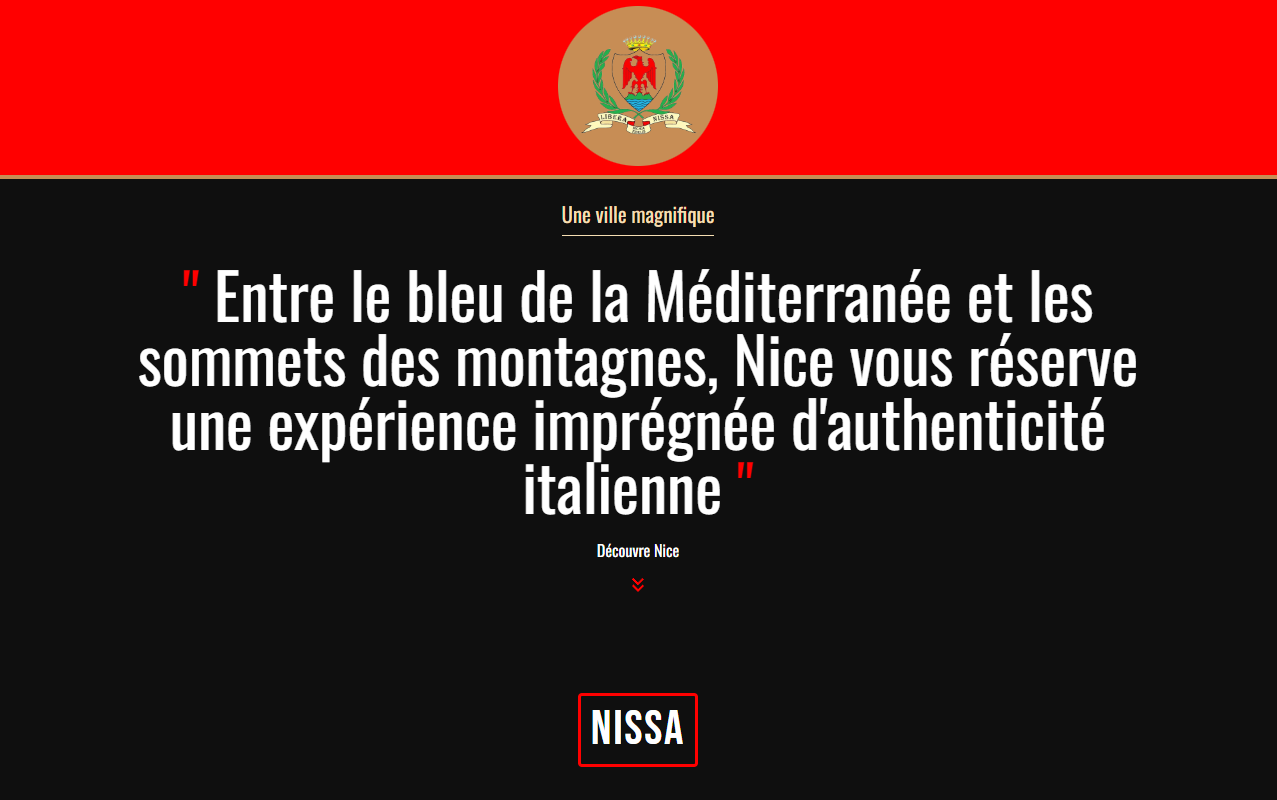 LIBERA NISSA
Une ville magnifique
" Entre le bleu de la Méditerranée et les
sommets des montagnes, Nice vous réserve
une expérience imprégnée d'authenticité
italienne "
Découvre Nice
NISSA